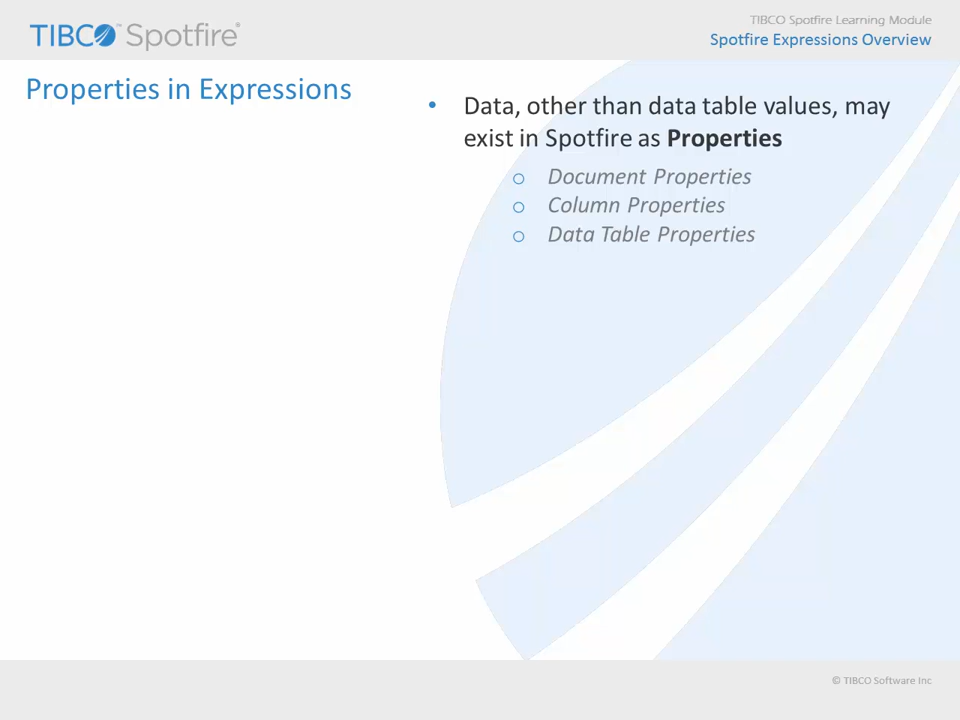 TIBCO™ Spotfire®
TIBCO Spotfire Learning Module
Spotfire Expressions Overview
Properties in Expressions
• Data, other than data table values, may
exist in Spotfire as Properties
o Document Properties
o Column Properties
o Data Table Properties
© TIBCO Software Inc